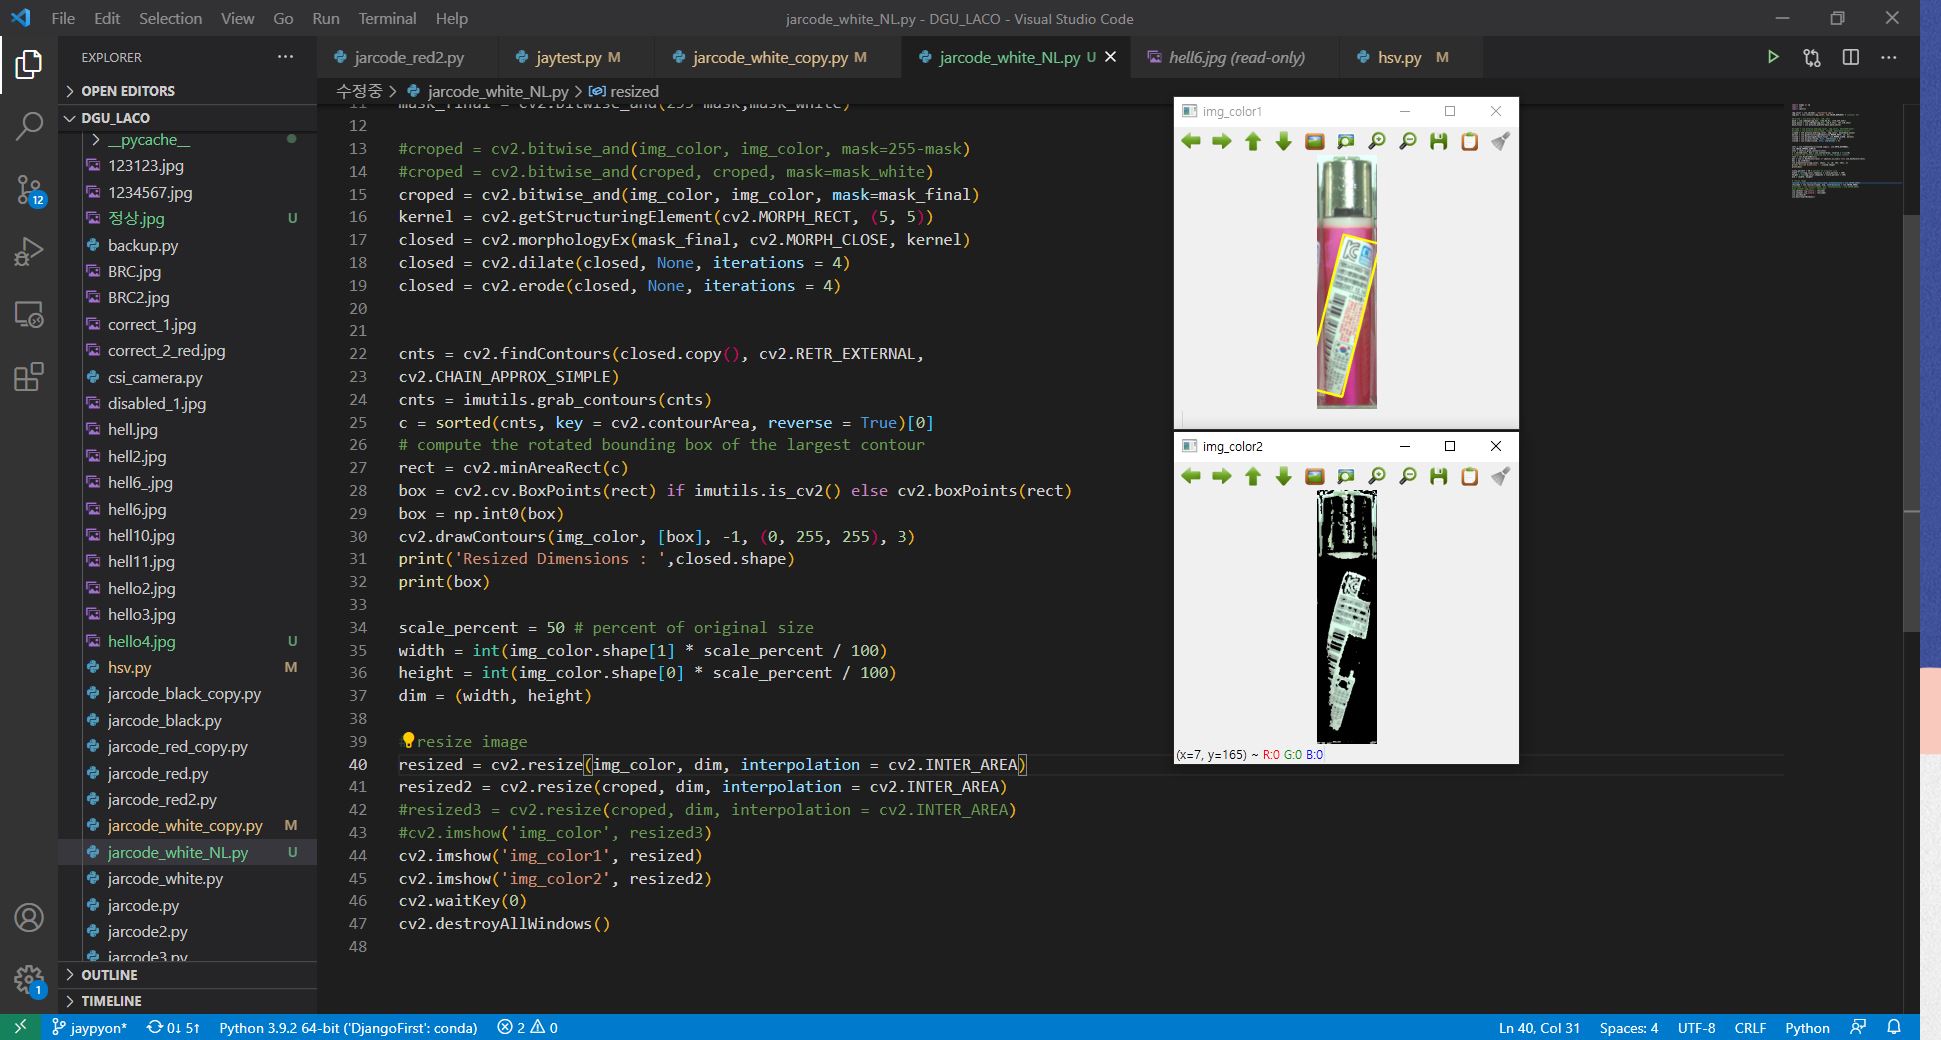 File Edit Selection View Go Run Terminal Help
jarcode_white_NL.py - DGU_LACO - Visual Studio Code
EXPLORER
jarcode_red2.py
jaytest.py M
jarcode_white_copy.py M
jarcode_white_NL.py U
hell6.jpg (read-only)
hsv.py M
OPEN EDITORS
DGU_LACO
__pycache__
123123.jpg
1234567.jpg
정상.jpg U
backup.py
BRC.jpg
BRC2.jpg
correct_1.jpg
correct_2_red.jpg
csi_camera.py
disabled_1.jpg
hell.jpg
hell2.jpg
hell6_.jpg
hell6.jpg
hell10.jpg
hell11.jpg
hello2.jpg
hello3.jpg
hello4.jpg U
hsv.py M
jarcode_black_copy.py
jarcode_black.py
jarcode_red_copy.py
jarcode_red.py
jarcode_red2.py
jarcode_white_copy.py M
jarcode_white_NL.py U
jarcode_white.py
jarcode.py
jarcode2.py
jarcode3.py
OUTLINE
TIMELINE
12
1
수정중 > jarcode_white_NL.py > resized
11 mask_final = cv2.bitwise_and(255-mask,mask_white)
12
13 #croped = cv2.bitwise_and(img_color, img_color, mask=255-mask)
14 #croped = cv2.bitwise_and(croped, croped, mask=mask_white)
15 croped = cv2.bitwise_and(img_color, img_color, mask=mask_final)
16 kernel = cv2.getStructuringElement(cv2.MORPH_RECT, (5, 5))
17 closed = cv2.morphologyEx(mask_final, cv2.MORPH_CLOSE, kernel)
18 closed = cv2.dilate(closed, None, iterations = 4)
19 closed = cv2.erode(closed, None, iterations = 4)
20
21
22 cnts = cv2.findContours(closed.copy(), cv2.RETR_EXTERNAL,
23 cv2.CHAIN_APPROX_SIMPLE)
24 cnts = imutils.grab_contours(cnts)
25 c = sorted(cnts, key = cv2.contourArea, reverse = True)[0]
26 # compute the rotated bounding box of the largest contour
27 rect = cv2.minAreaRect(c)
28 box = cv2.cv.BoxPoints(rect) if imutils.is_cv2() else cv2.boxPoints(rect)
29 box = np.int0(box)
30 cv2.drawContours(img_color, [box], -1, (0, 255, 255), 3)
31 print('Resized Dimensions : ',closed.shape)
32 print(box)
33
34 scale_percent = 50 # percent of original size
35 width = int(img_color.shape[1] * scale_percent / 100)
36 height = int(img_color.shape[0] * scale_percent / 100)
37 dim = (width, height)
38
39 # resize image
40 resized = cv2.resize(img_color, dim, interpolation = cv2.INTER_AREA)
41 resized2 = cv2.resize(croped, dim, interpolation = cv2.INTER_AREA)
42 #resized3 = cv2.resize(croped, dim, interpolation = cv2.INTER_AREA)
43 #cv2.imshow('img_color', resized3)
44 cv2.imshow('img_color1', resized)
45 cv2.imshow('img_color2', resized2)
46 cv2.waitKey(0)
47 cv2.destroyAllWindows()
48
img_color1
img_color2
(x=7, y=165) ~ R:0 G:0 B:0
jaypyon* 0↓ 5↑ Python 3.9.2 64-bit ('DjangoFirst': conda) 2 0
Ln 40, Col 31 Spaces: 4 UTF-8 CRLF Python